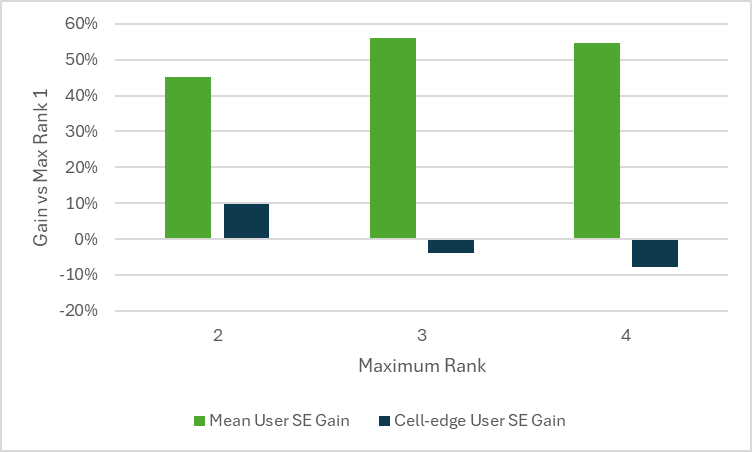 60%
50%
40%
30%
20%
10%
0%
-10%
-20%
Gain vs Max Rank 1
2 3 4
Maximum Rank
Mean User SE Gain Cell-edge User SE Gain